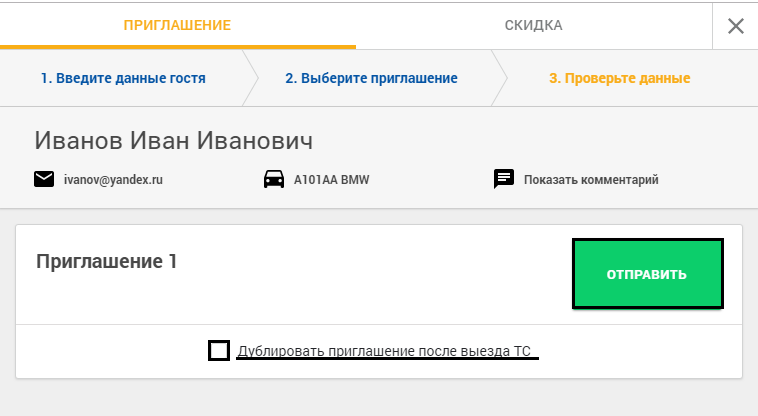 ПРИГЛАШЕНИЕ СКИДКА
1. Введите данные гостя 2. Выберите приглашение 3. Проверьте данные
Иванов Иван Иванович
ivanov@yandex.ru А101АА BMW Показать комментарий
Приглашение 1
ОТПРАВИТЬ
Дублировать приглашение после выезда ТС